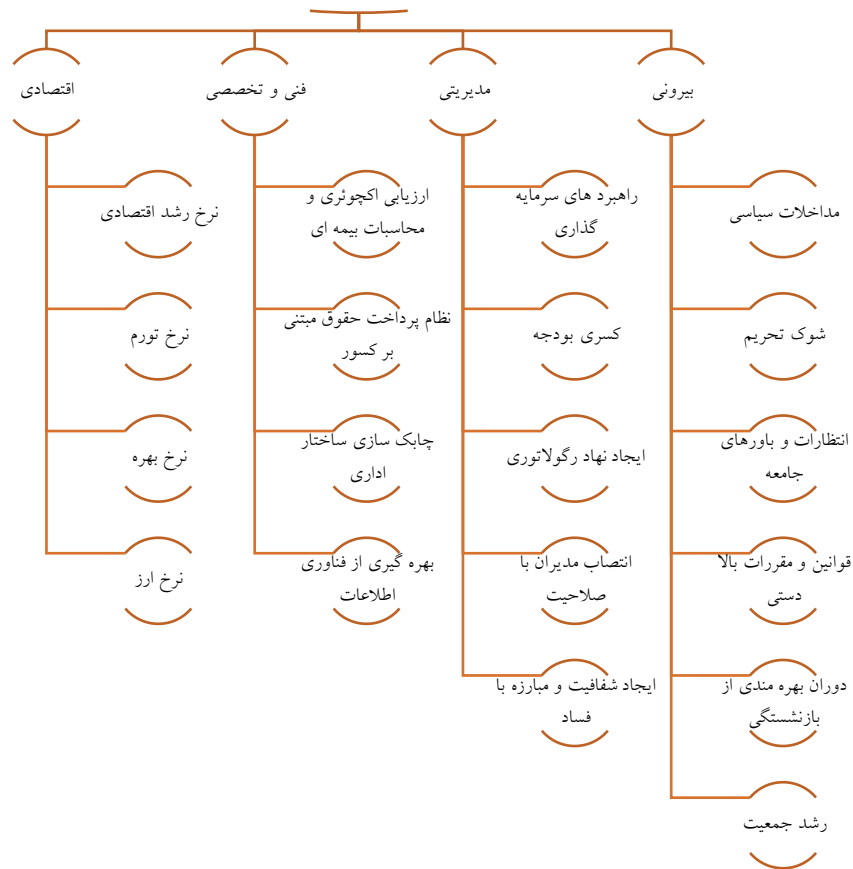 بیرونی
مداخلات سیاسی
شوک تحریم
انتظارات و باورهای
جامعه
قوانین و مقررات بالا
دستی
دوران بهره مندی از
بازنشستگی
رشد جمعیت
مدیریتی
راهبرد های سرمایه
گذاری
کسری بودجه
ایجاد نهاد رگولاتوری
انتصاب مدیران با
صلاحیت
ایجاد شفافیت و مبارزه با
فساد
فنی و تخصصی
ارزیابی اکچوئری و
محاسبات بیمه ای
نظام پرداخت حقوق مبتنی
بر کسور
چابک سازی ساختار
اداری
بهره گیری از فناوری
اطلاعات
اقتصادی
نرخ رشد اقتصادی
نرخ تورم
نرخ بهره
نرخ ارز